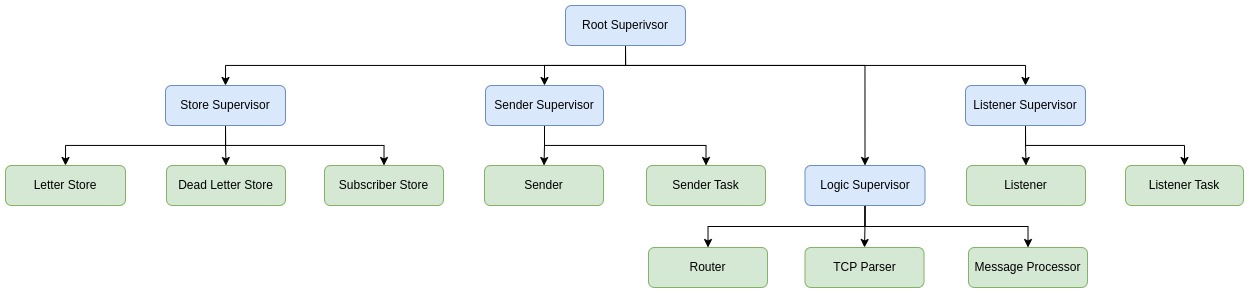 Root Superivsor
Store Supervisor
Sender Supervisor
Listener Supervisor
Letter Store
Dead Letter Store
Subscriber Store
Sender
Sender Task
Logic Supervisor
Listener
Listener Task
Router
TCP Parser
Message Processor